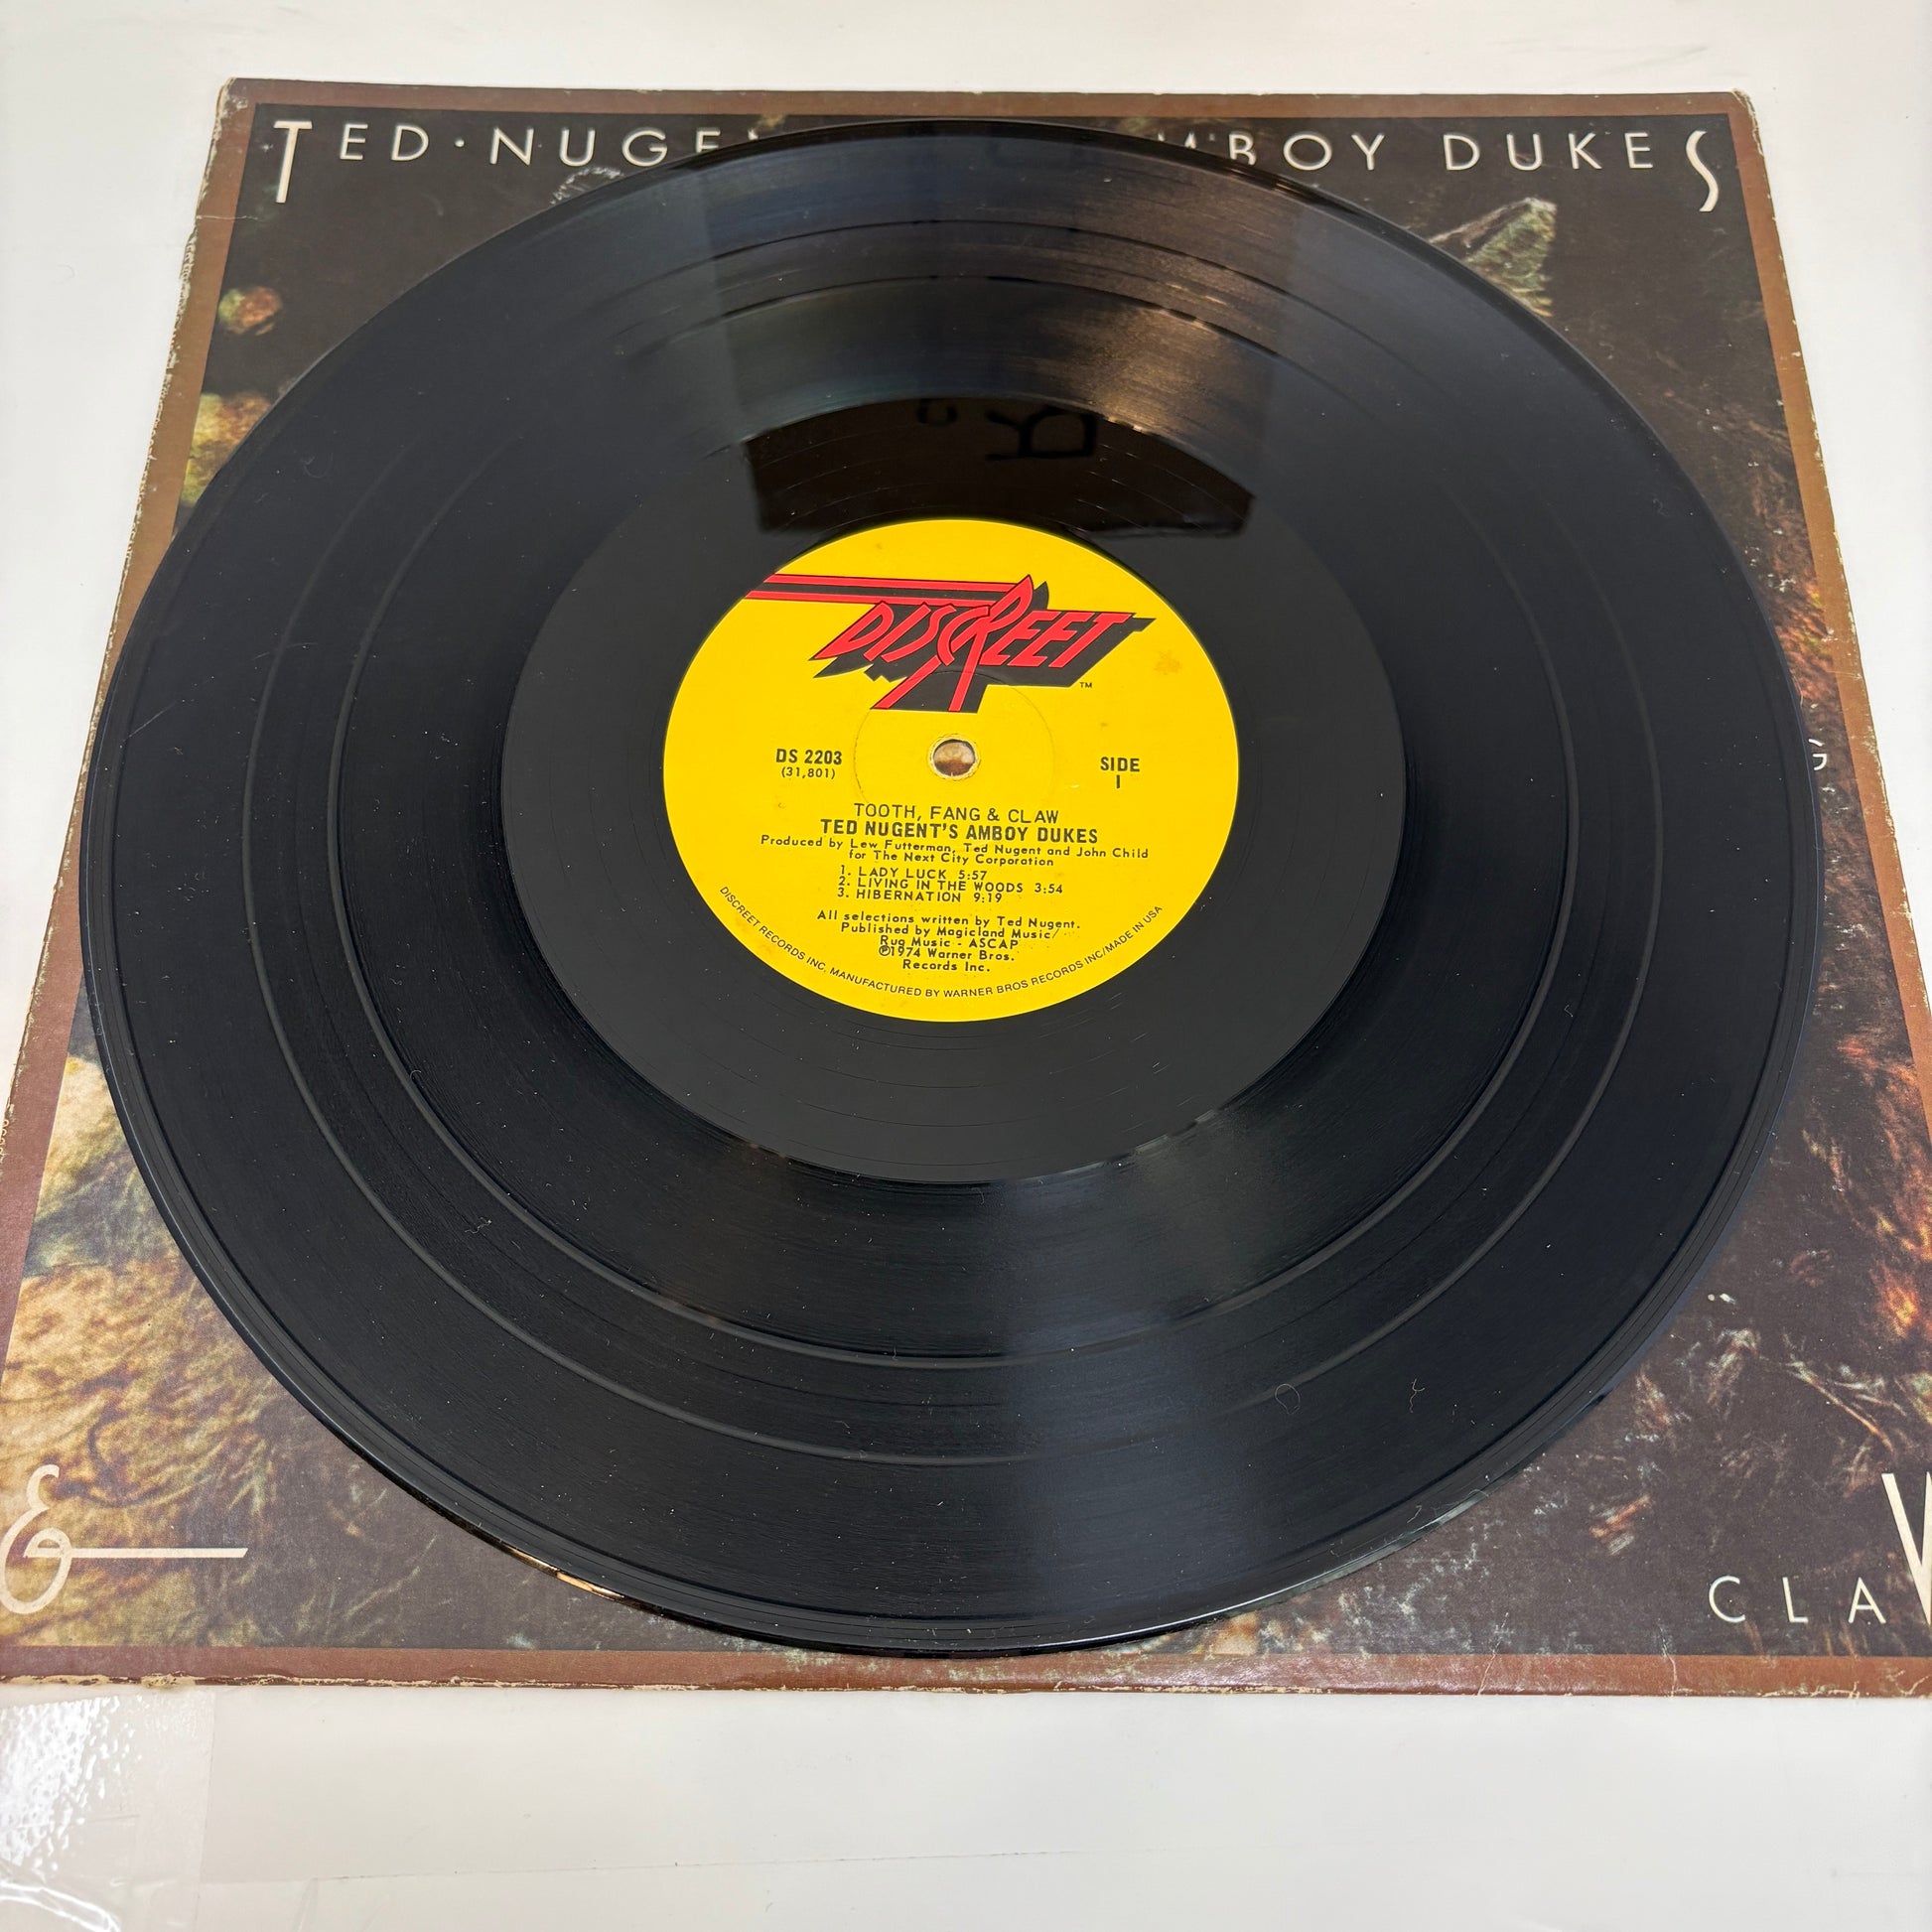 TED·NUGE
MBOY DUKES
DISCREET
TM
DS 2203
(31,801)
SIDE
1
TOOTH, FANG & CLAW
TED NUGENT'S AMBOY DUKES
Produced by Lew Futterman, Ted Nugent and John Child
for The Next City Corporation
1. LADY LUCK 5:57
2. LIVING IN THE WOODS 3:54
3. HIBERNATION 9:19
All selections written by Ted Nugent.
Published by Magicland Music/
Rug Music - ASCAP
℗1974 Warner Bros.
Records Inc.
DISCREET RECORDS INC, MANUFACTURED BY WARNER BROS RECORDS INC/MADE IN USA
G
&
CLAW